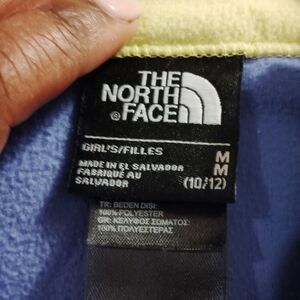 THE
NORTH
FACE
®
GIRL'S/FILLES
M
MADE IN EL SALVADOR
M
FABRIQUÉ AU
SALVADOR
(10/12)
TR: BEDEN DIŞI:
100% POLYESTER
GR: ΚΕΛΥΦΟΣ ΣΩΜΑΤΟΣ:
100% ΠΟΛΥΕΣΤΕΡΑΣ